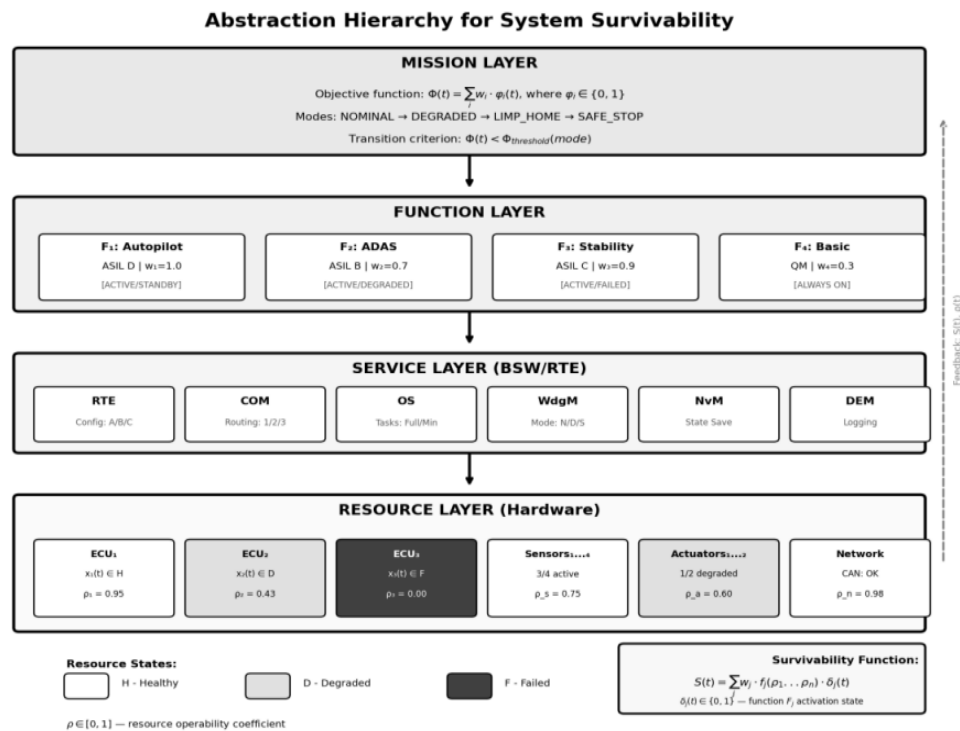 Abstraction Hierarchy for System Survivability
MISSION LAYER
Objective function: Φ(t) = ∑ᵢ wᵢ · φᵢ(t), where φᵢ ∈ {0, 1}
Modes: NOMINAL → DEGRADED → LIMP_HOME → SAFE_STOP
Transition criterion: Φ(t) < Φ_threshold(mode)
FUNCTION LAYER
F₁: Autopilot
ASIL D | w₁=1.0
[ACTIVE/STANDBY]
F₂: ADAS
ASIL B | w₂=0.7
[ACTIVE/DEGRADED]
F₃: Stability
ASIL C | w₃=0.9
[ACTIVE/FAILED]
F₄: Basic
QM | w₄=0.3
[ALWAYS ON]
SERVICE LAYER (BSW/RTE)
RTE
Config: A/B/C
COM
Routing: 1/2/3
OS
Tasks: Full/Min
WdgM
Mode: N/D/S
NvM
State Save
DEM
Logging
RESOURCE LAYER (Hardware)
ECU₁
x₁(t) ∈ H
ρ₁ = 0.95
ECU₂
x₂(t) ∈ D
ρ₂ = 0.43
ECU₃
x₃(t) ∈ F
ρ₃ = 0.00
Sensors₁...₄
3/4 active
ρ_s = 0.75
Actuators₁...₂
1/2 degraded
ρ_a = 0.60
Network
CAN: OK
ρ_n = 0.98
Feedback: S(t), ρ(t)
Resource States:
H - Healthy
D - Degraded
F - Failed
ρ ∈ [0, 1] — resource operability coefficient
Survivability Function:
S(t) = ∑ⱼ wⱼ · fⱼ(ρ₁...ρₙ) · δⱼ(t)
δⱼ(t) ∈ {0, 1} — function Fⱼ activation state